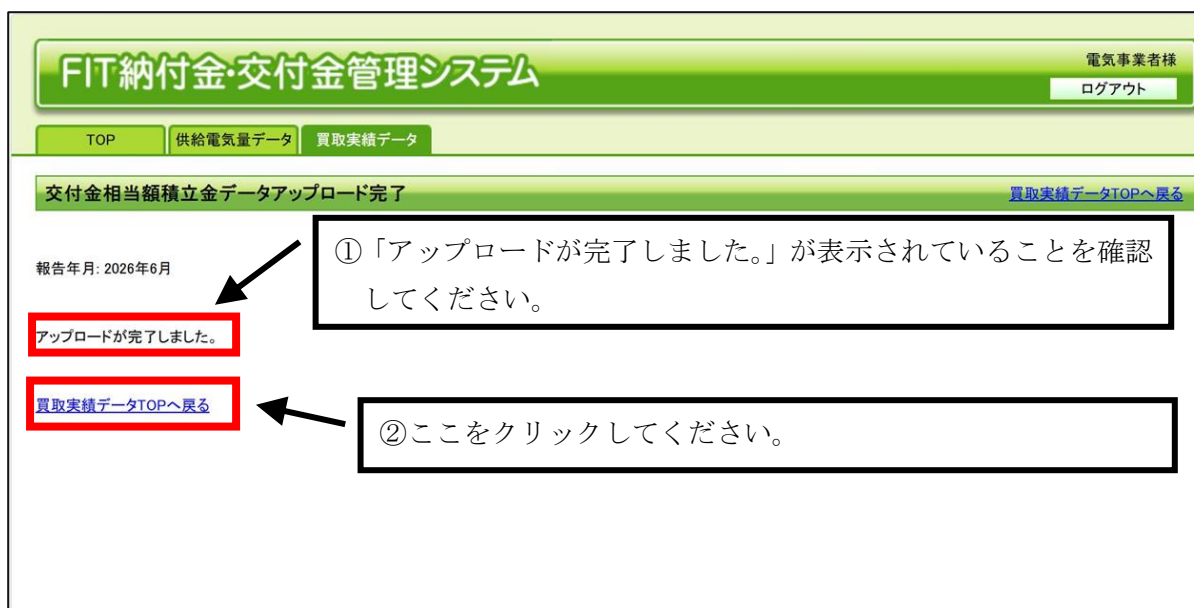 FIT納付金・交付金管理システム
電気事業者様
ログアウト
TOP
供給電気量データ
買取実績データ
交付金相当額積立金データアップロード完了
買取実績データTOPへ戻る
①「アップロードが完了しました。」が表示されていることを確認
してください。
報告年月: 2026年6月
アップロードが完了しました。
買取実績データTOPへ戻る
②ここをクリックしてください。